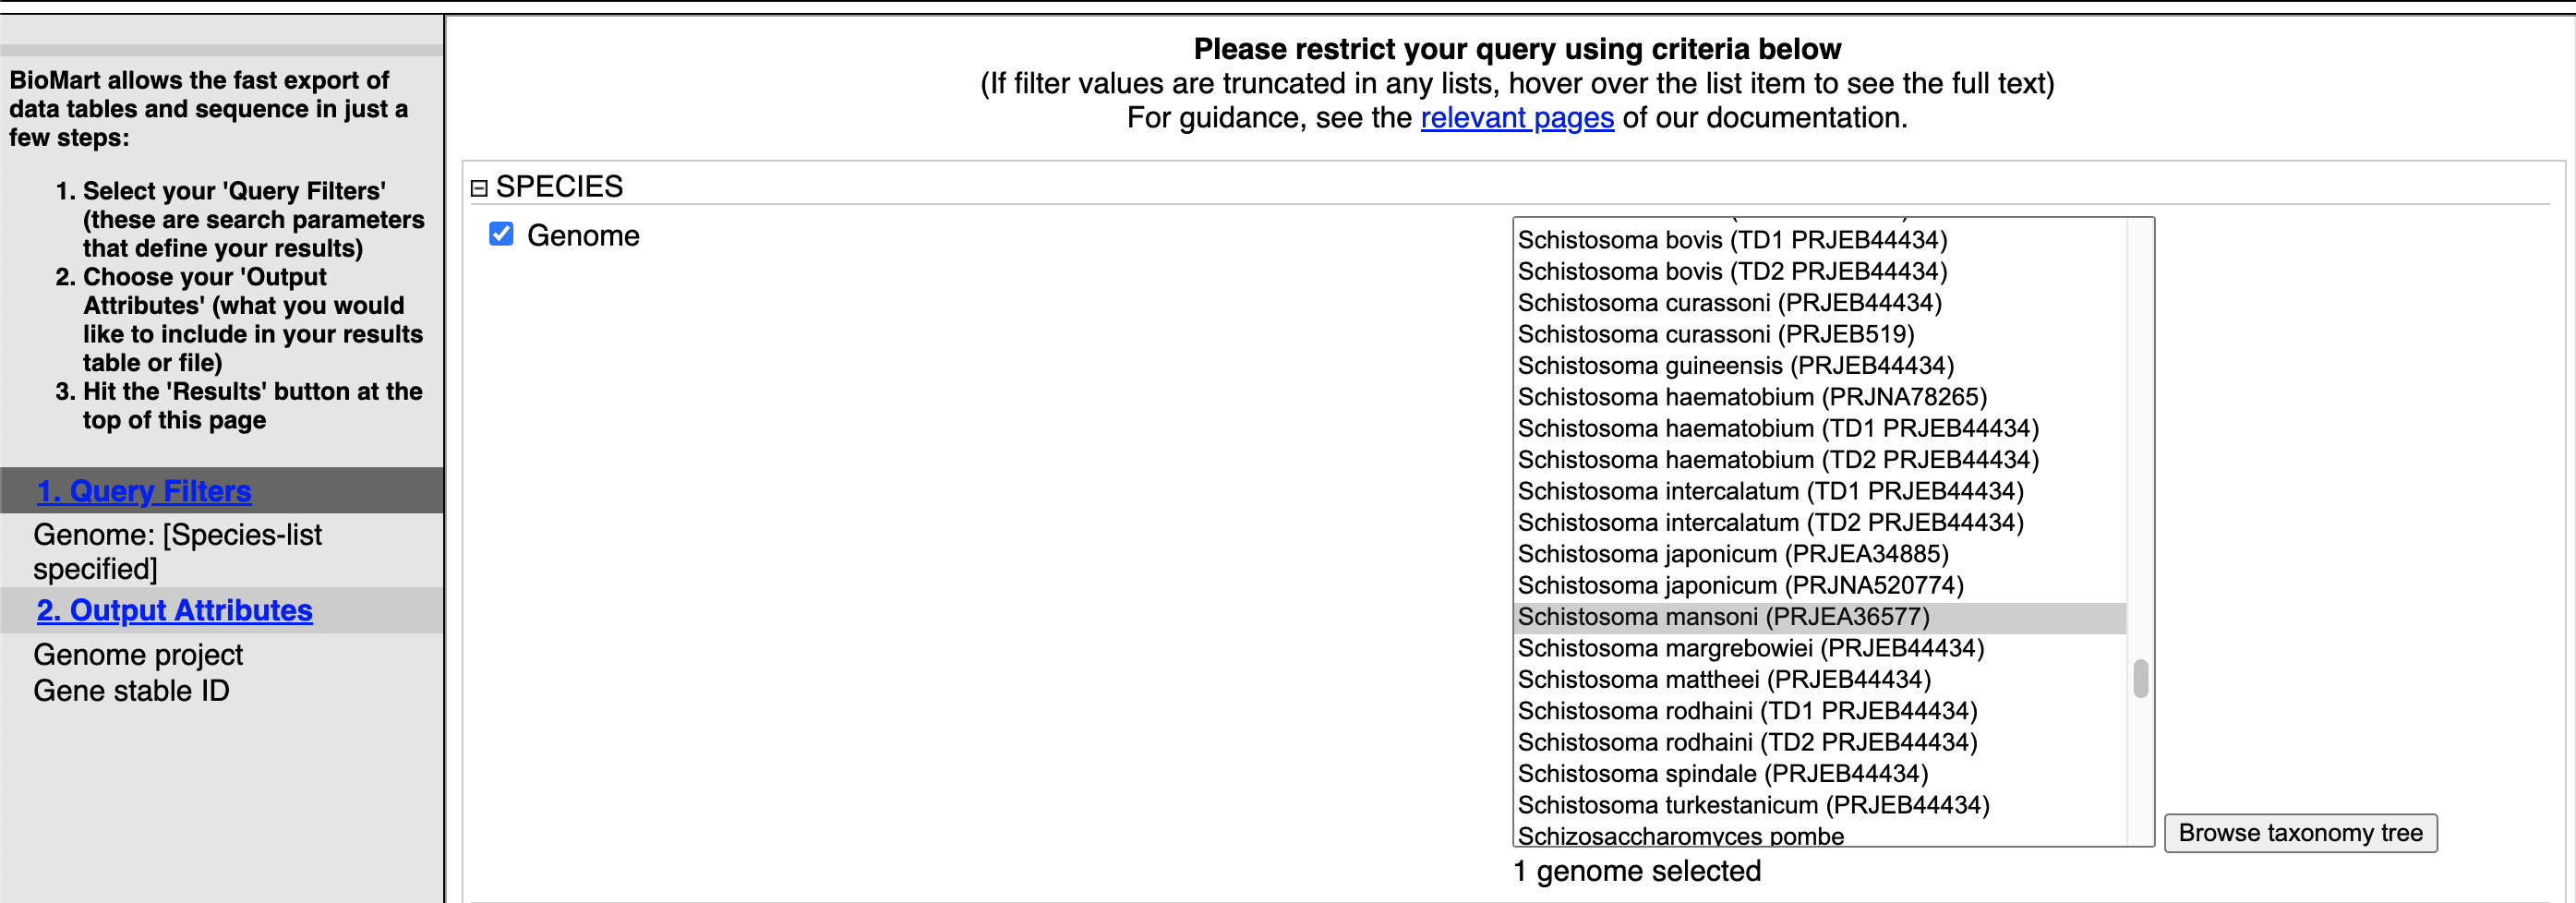 BioMart allows the fast export of
data tables and sequence in just a
few steps:
1. Select your 'Query Filters'
(these are search parameters
that define your results)
2. Choose your 'Output
Attributes' (what you would
like to include in your results
table or file)
3. Hit the 'Results' button at the
top of this page
1. Query Filters
Genome: [Species-list
specified]
2. Output Attributes
Genome project
Gene stable ID
Please restrict your query using criteria below
(If filter values are truncated in any lists, hover over the list item to see the full text)
For guidance, see the relevant pages of our documentation.
SPECIES
Genome
Schistosoma bovis (TD1 PRJEB44434)
Schistosoma bovis (TD2 PRJEB44434)
Schistosoma curassoni (PRJEB44434)
Schistosoma curassoni (PRJEB519)
Schistosoma guineensis (PRJEB44434)
Schistosoma haematobium (PRJNA78265)
Schistosoma haematobium (TD1 PRJEB44434)
Schistosoma haematobium (TD2 PRJEB44434)
Schistosoma intercalatum (TD1 PRJEB44434)
Schistosoma intercalatum (TD2 PRJEB44434)
Schistosoma japonicum (PRJEA34885)
Schistosoma japonicum (PRJNA520774)
Schistosoma mansoni (PRJEA36577)
Schistosoma margrebowiei (PRJEB44434)
Schistosoma mattheei (PRJEB44434)
Schistosoma rodhaini (TD1 PRJEB44434)
Schistosoma rodhaini (TD2 PRJEB44434)
Schistosoma spindale (PRJEB44434)
Schistosoma turkestanicum (PRJEB44434)
Schizosaccharomyces pombe
Browse taxonomy tree
1 genome selected